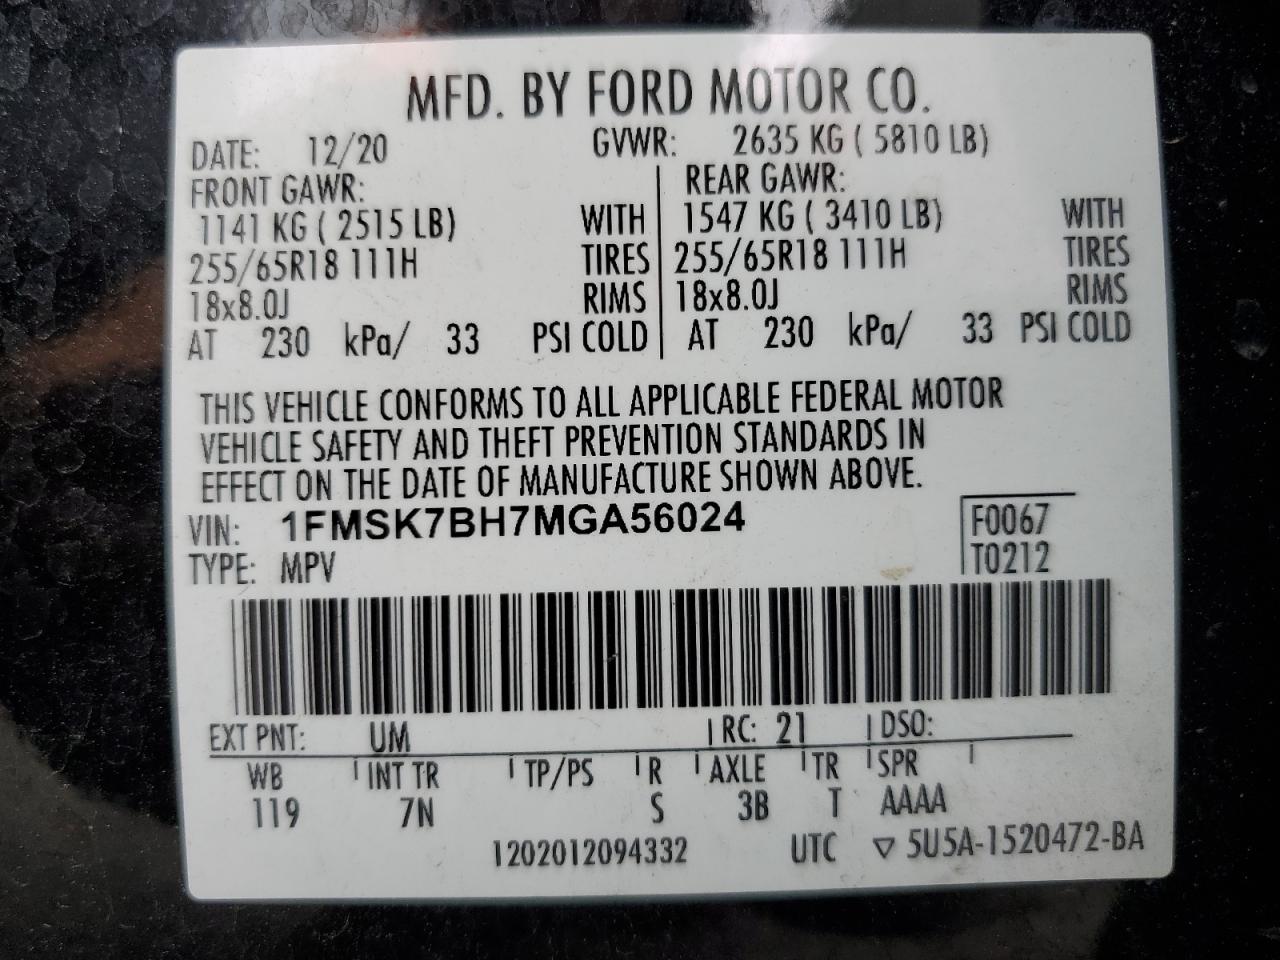 MFD. BY FORD MOTOR CO.
DATE: 12/20 GVWR: 2635 KG ( 5810 LB)
FRONT GAWR: REAR GAWR:
1141 KG ( 2515 LB) WITH 1547 KG ( 3410 LB) WITH
255/65R18 111H TIRES 255/65R18 111H TIRES
18x8.0J RIMS 18x8.0J RIMS
AT 230 kPa/ 33 PSI COLD AT 230 kPa/ 33 PSI COLD
THIS VEHICLE CONFORMS TO ALL APPLICABLE FEDERAL MOTOR
VEHICLE SAFETY AND THEFT PREVENTION STANDARDS IN
EFFECT ON THE DATE OF MANUFACTURE SHOWN ABOVE.
VIN: 1FMSK7BH7MGA56024 F0067
TYPE: MPV T0212
EXT PNT: UM RC: 21 DSO:
WB INT TR TP/PS R AXLE TR SPR
119 7N S 3B T AAAA
1202012094332 UTC ▽ 5U5A-1520472-BA